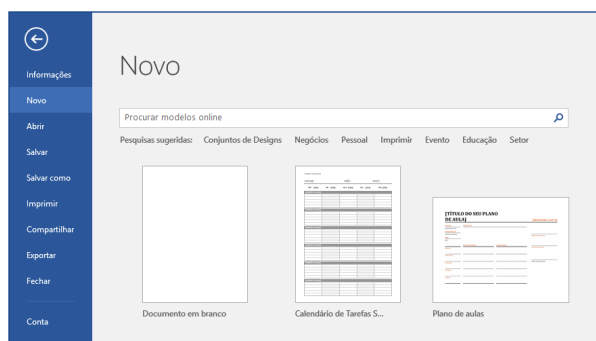 Informações
Novo
Abrir
Salvar
Salvar como
Imprimir
Compartilhar
Exportar
Fechar
Conta
Novo
Procurar modelos online
Pesquisas sugeridas: Conjuntos de Designs Negócios Pessoal Imprimir Evento Educação Setor
[TÍTULO DO SEU PLANO
DE AULA]
Documento em branco Calendário de Tarefas S... Plano de aulas